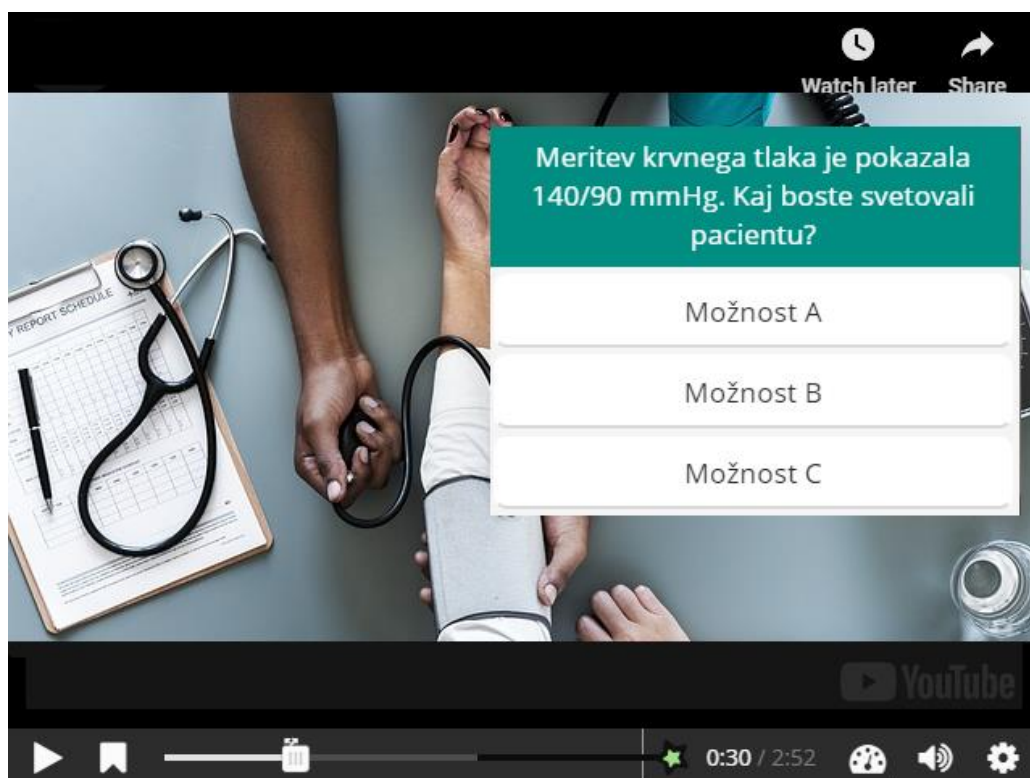 Watch later Share
Meritev krvnega tlaka je pokazala
140/90 mmHg. Kaj boste svetovali
pacientu?
Y REPORT SCHEDULE
Možnost A
Možnost B
Možnost C
YouTube
0:30 / 2:52